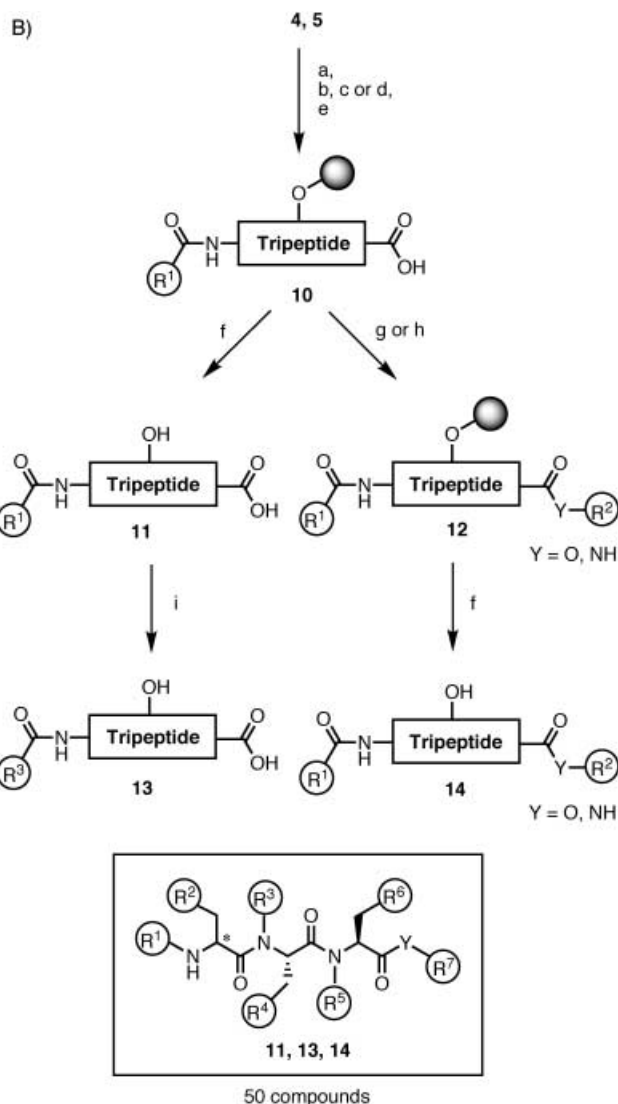 B)
4, 5
a,
b, c or d,
e
O
O N H Tripeptide O OH
R¹
10
f
g or h
OH
O N H Tripeptide O OH
R¹
11
O
O N H Tripeptide O Y R²
R¹
12
Y = O, NH
i
f
OH
O N H Tripeptide O OH
R³
13
OH
O N H Tripeptide O Y R²
R¹
14
Y = O, NH
R² R³ O R⁶
R¹ N H * O N R⁴ N R⁵ O Y R⁷
11, 13, 14
50 compounds